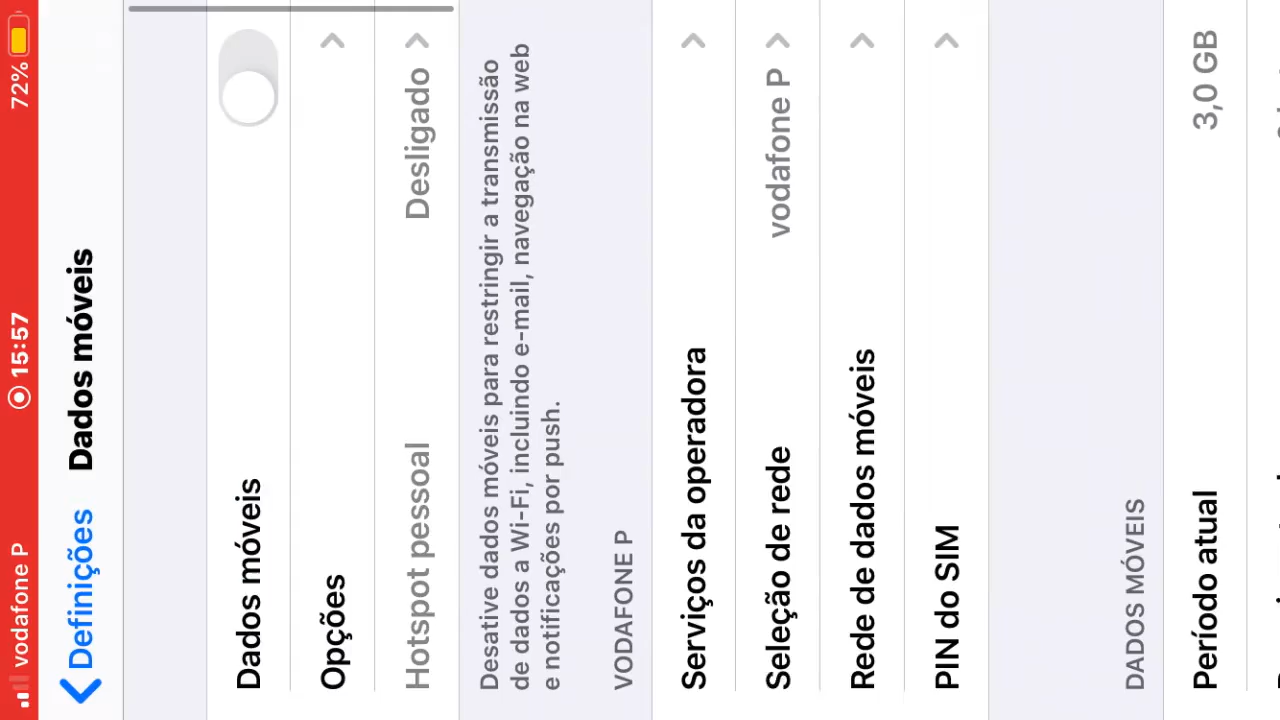 vodafone P 15:57 72%
Definições Dados móveis
Dados móveis
Opções
Hotspot pessoal Desligado
Desative dados móveis para restringir a transmissão
de dados a Wi-Fi, incluindo e-mail, navegação na web
e notificações por push.
VODAFONE P
Serviços da operadora
Seleção de rede vodafone P
Rede de dados móveis
PIN do SIM
DADOS MÓVEIS
Período atual 3,0 GB